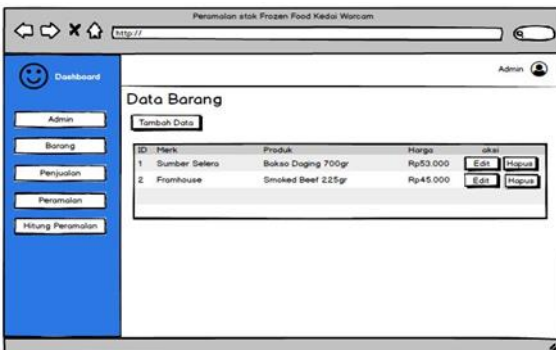 Peramalan stok Frozen Food Kedai Warcam
http://
Dashboard
Admin
Data Barang
Tambah Data
Admin
Barang
Penjualan
Peramalan
Hitung Peramalan
ID Merk Produk Harga aksi
1 Sumber Selera Bakso Daging 700gr Rp53.000 Edit Hapus
2 Framhouse Smoked Beef 225gr Rp45.000 Edit Hapus